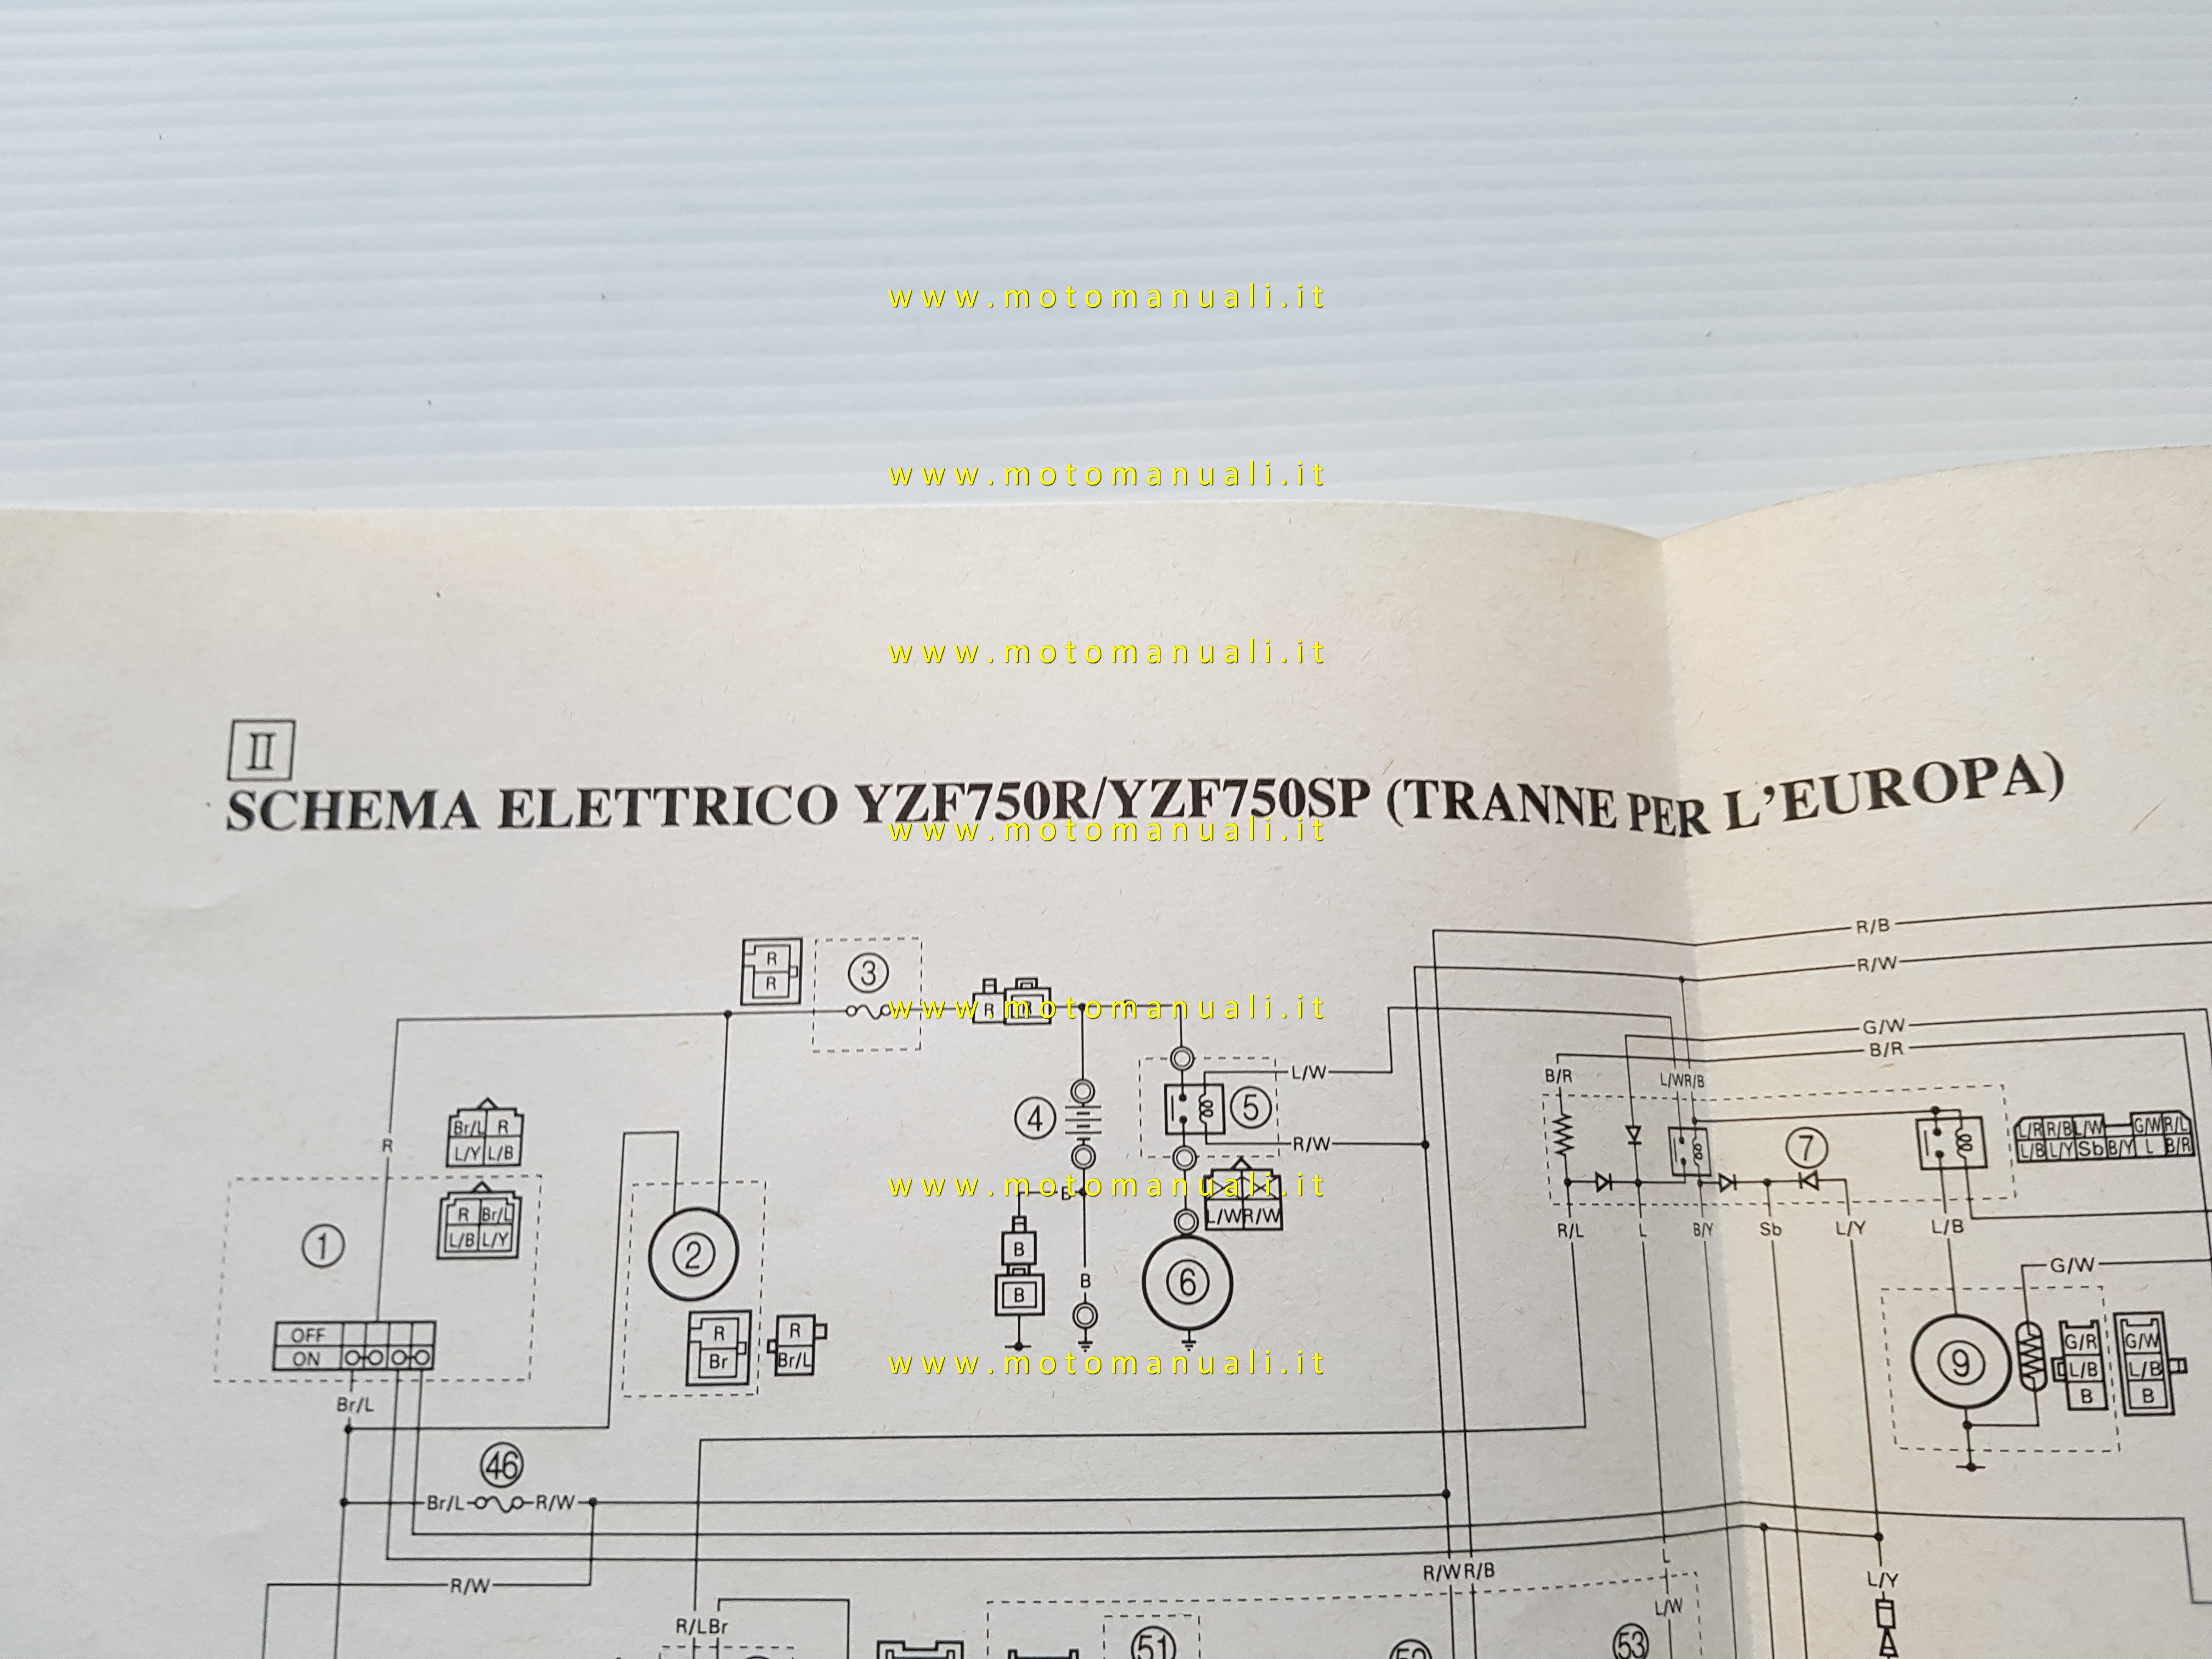 www.motomanuali.it
www.motomanuali.it
www.motomanuali.it
II
SCHEMA ELETTRICO YZF750R/YZF750SP (TRANNE PER L'EUROPA)
www.motomanuali.it
R/B
R
R
3
R/W
R
R
www.motomanuali.it
G/W
B/R
L/W
B/R
L/W R/B
4
5
Br/L R
L/Y L/B
R
R/W
7
L/R R/B L/W G/W R/L
L/B L/Y Sb B/Y L B/R
B
www.motomanuali.it
R Br/L
L/B L/Y
L/W R/W
1
2
B
B
B
6
R/L
L
B/Y
Sb
L/Y
L/B
G/W
OFF
ON
R
Br
R
Br/L
www.motomanuali.it
9
G/R
L/B
B
G/W
L/B
B
Br/L
46
Br/L
R/W
R/W
R/W R/B
L
L/W
L/Y
R/L Br
51
53